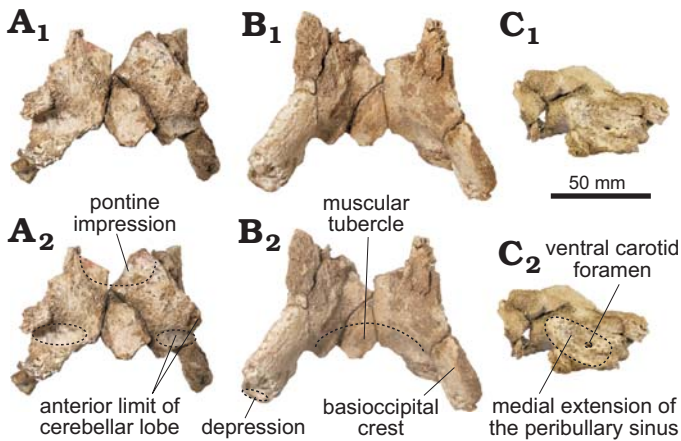 A1
B1
C1
50 mm
pontine
impression
muscular
tubercle
A2
B2
C2
ventral carotid
foramen
anterior limit of
cerebellar lobe
depression
basioccipital
crest
medial extension of
the peribullary sinus